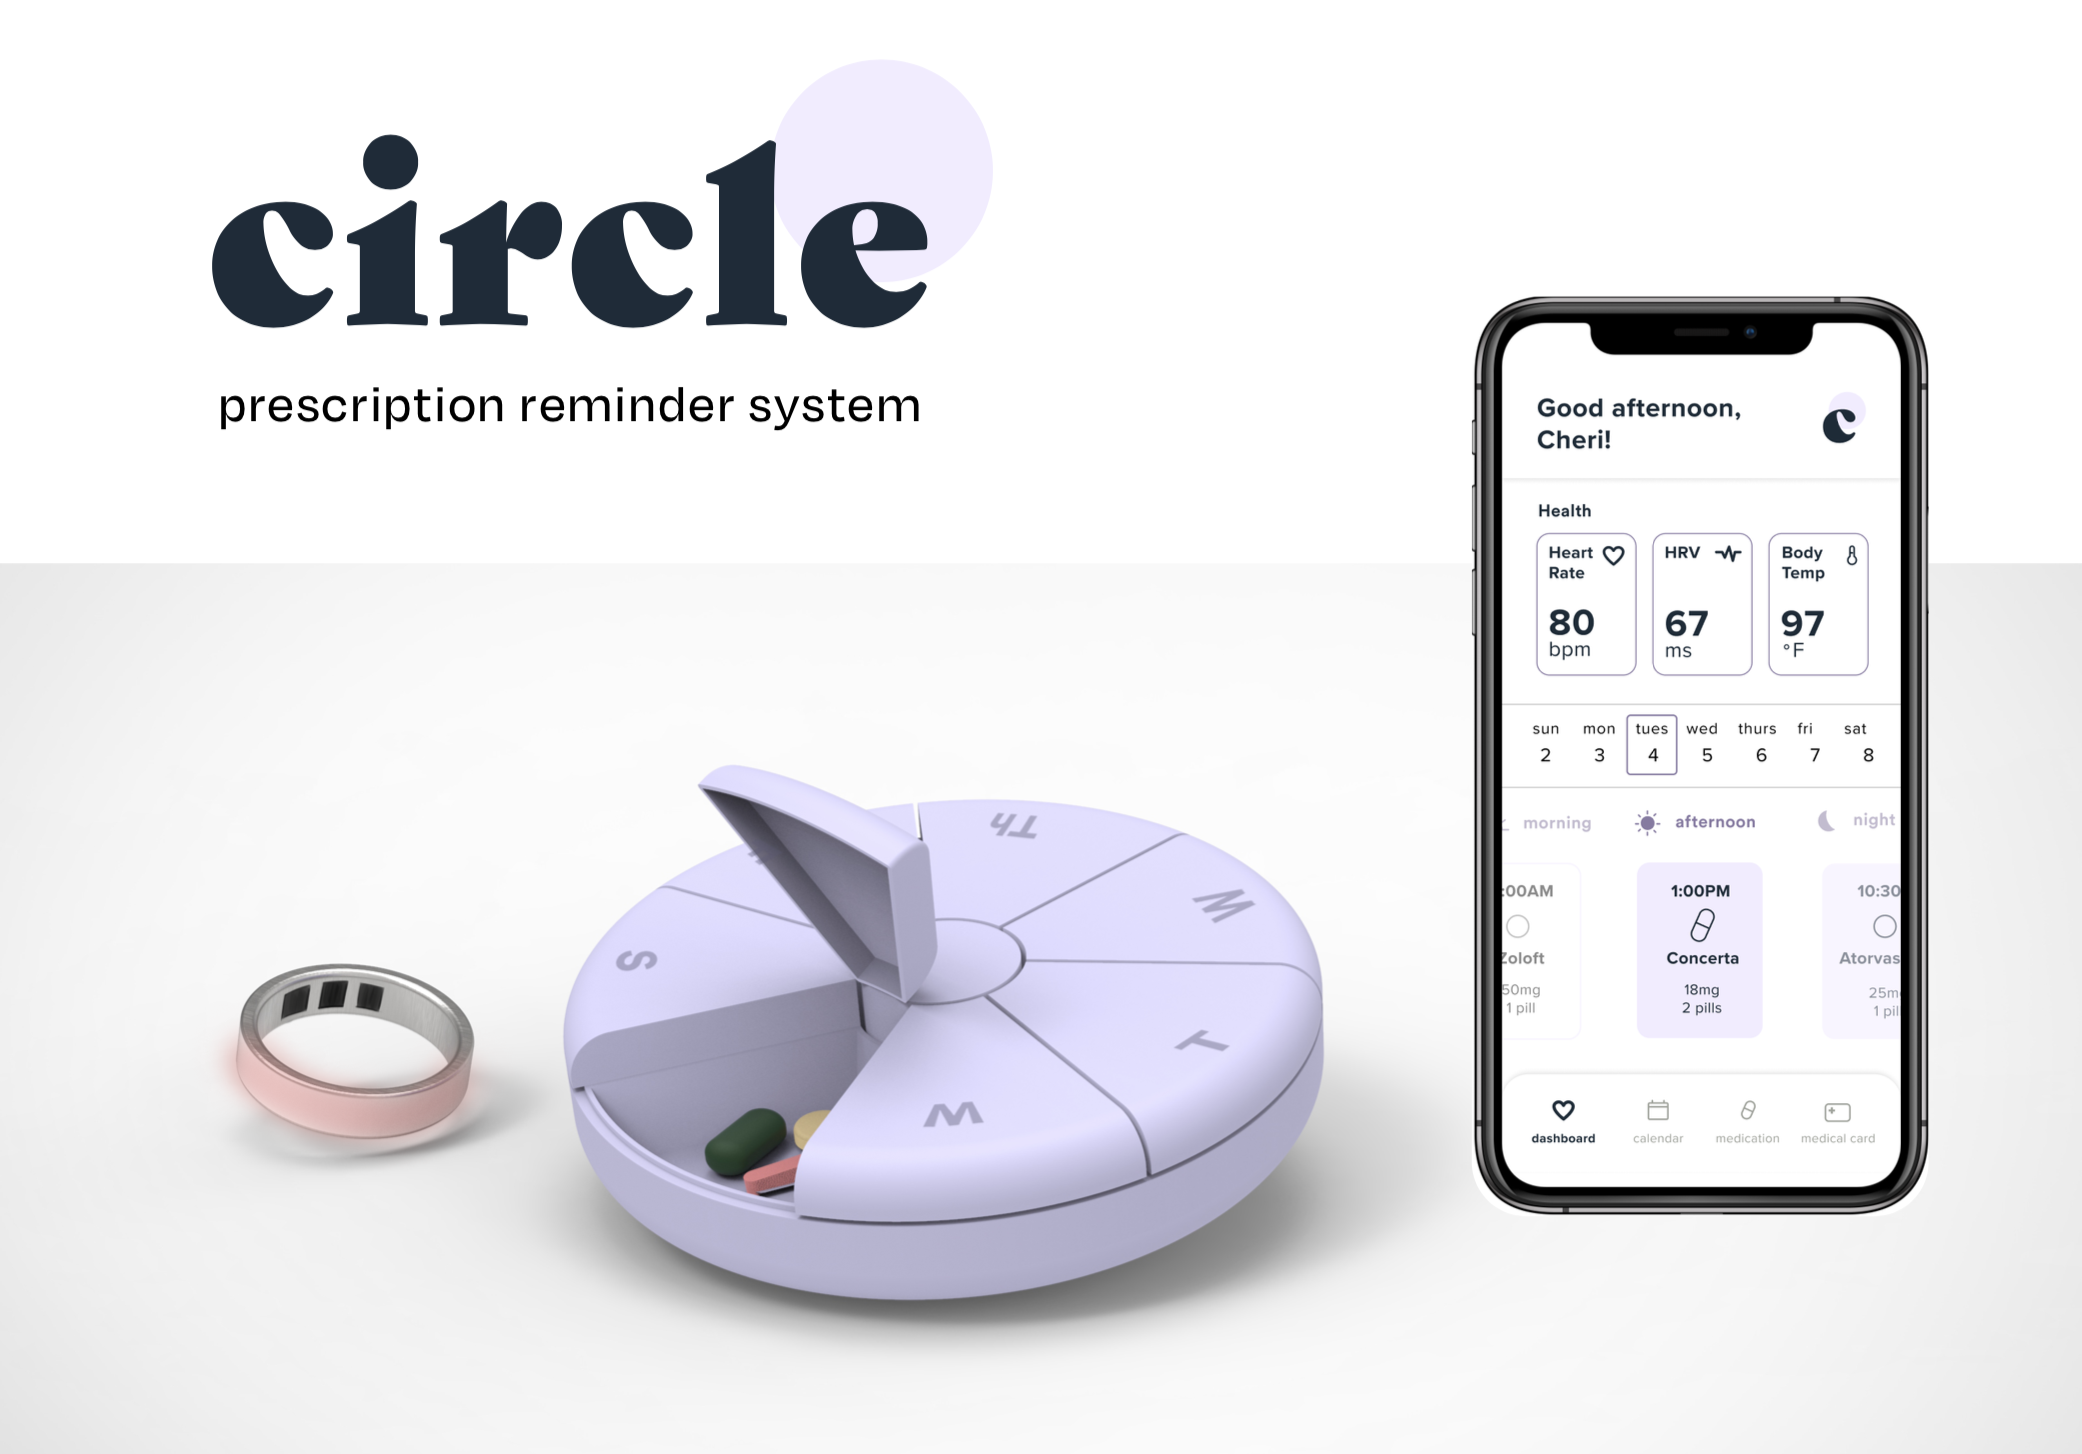 circle
prescription reminder system
Good afternoon,
Cheri!
Health
Heart
Rate
80
bpm
HRV
67
ms
Body
Temp
97
°F
sun mon tues wed thurs fri sat
2 3 4 5 6 7 8
morning afternoon night
:00AM
Zoloft
50mg
1 pill
1:00PM
Concerta
18mg
2 pills
10:30
Atorvas
25m
1 pil
dashboard calendar medication medical card
Th
M
S
T
W